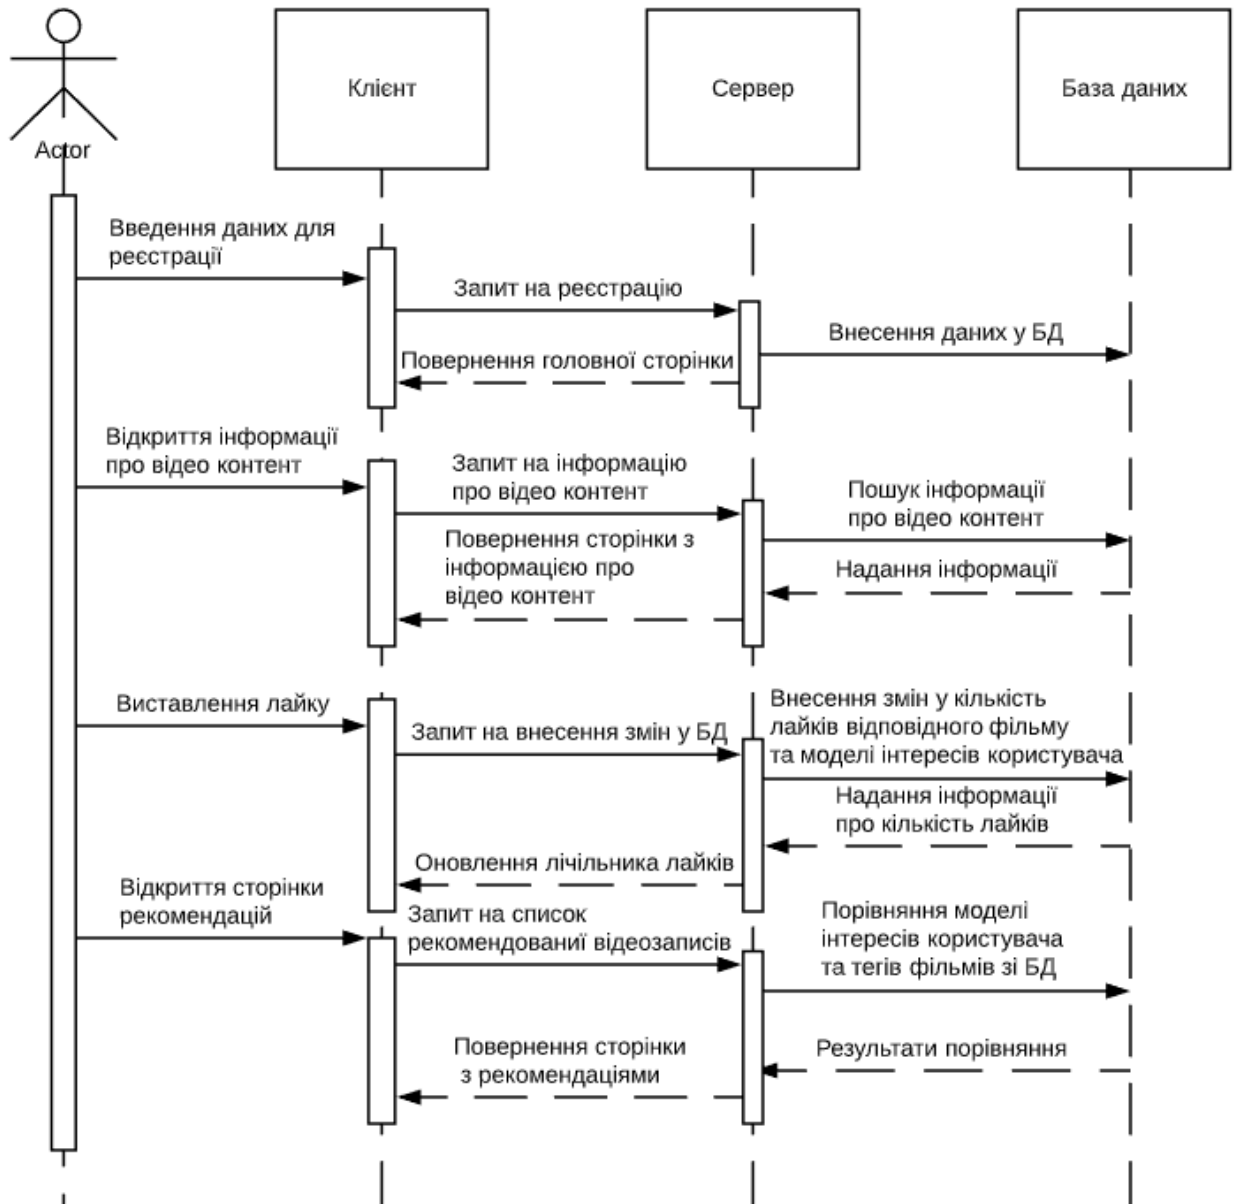 Actor
Клієнт
Сервер
База даних
Введення даних для
реєстрації
Запит на реєстрацію
Внесення даних у БД
Повернення головної сторінки
Відкриття інформації
про відео контент
Запит на інформацію
про відео контент
Пошук інформації
про відео контент
Надання інформації
Повернення сторінки з
інформацією про
відео контент
Виставлення лайку
Запит на внесення змін у БД
Внесення змін у кількість
лайків відповідного фільму
та моделі інтересів користувача
Надання інформації
про кількість лайків
Оновлення лічільника лайків
Відкриття сторінки
рекомендацій
Запит на список
рекомендованиї відеозаписів
Порівняння моделі
інтересів користувача
та тегів фільмів зі БД
Результати порівняння
Повернення сторінки
з рекомендаціями